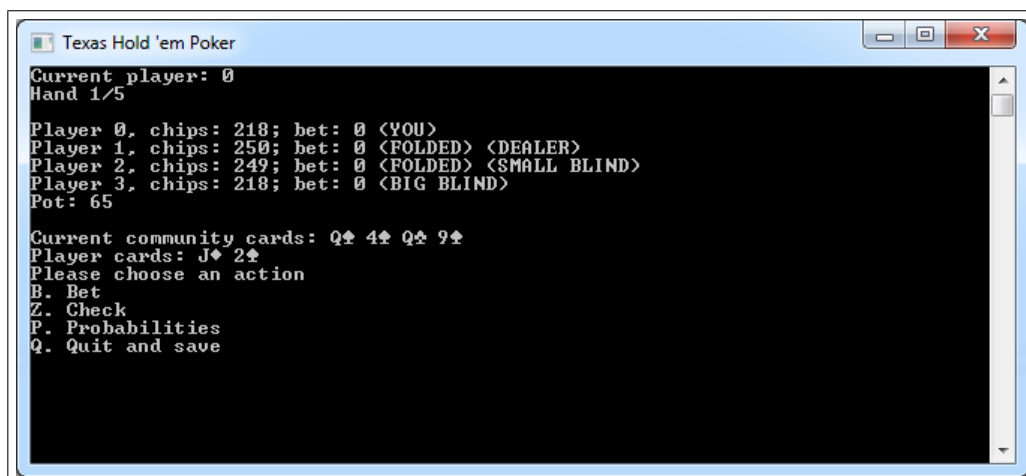 Texas Hold 'em Poker
Current player: 0
Hand 1/5
Player 0, chips: 218; bet: 0 (YOU)
Player 1, chips: 250; bet: 0 (FOLDED) (DEALER)
Player 2, chips: 249; bet: 0 (FOLDED) (SMALL BLIND)
Player 3, chips: 218; bet: 0 (BIG BLIND)
Pot: 65
Current community cards: Q♠ 4♠ Q♣ 9♠
Player cards: J♦ 2♠
Please choose an action
B. Bet
Z. Check
P. Probabilities
Q. Quit and save